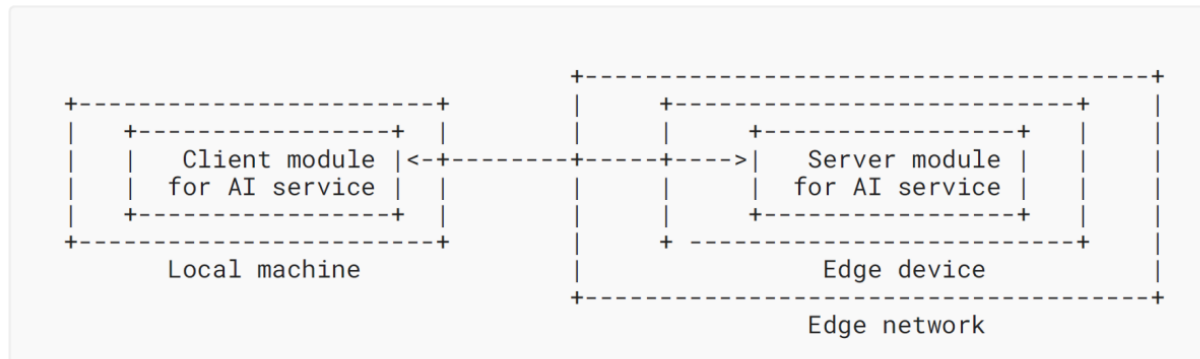 Client module
for AI service
Server module
for AI service
Local machine
Edge device
Edge network